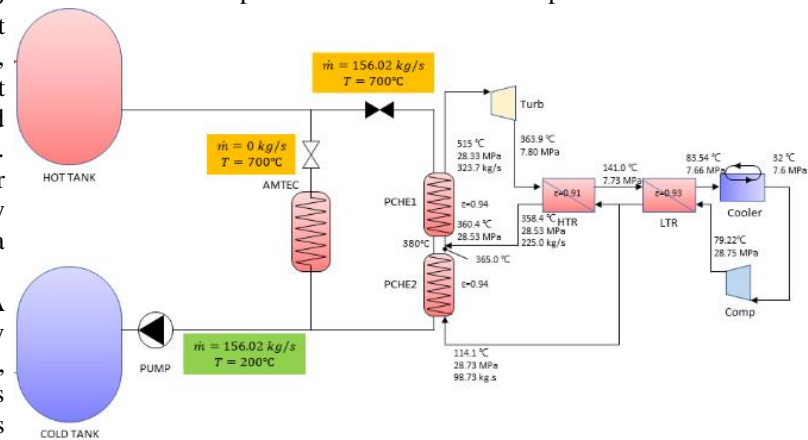 t
,
t
d
.
r
y
a
A
y
,
s
s
ṁ = 156.02 kg/s
T = 700℃
ṁ = 0 kg/s
T = 700℃
HOT TANK
AMTEC
Turb
515 ℃
28.33 MPa
323.7 kg/s
363.9 ℃
7.80 MPa
141.0 ℃
7.73 MPa
83.54 ℃
7.66 MPa
32 ℃
7.6 MPa
PCHE1
ε=0.94
ε=0.91
HTR
ε=0.93
LTR
Cooler
360.4 ℃
28.53 MPa
358.4 ℃
28.53 MPa
225.0 kg/s
380℃
365.0 ℃
79.22℃
28.75 MPa
PCHE2
ε=0.94
Comp
PUMP
ṁ = 156.02 kg/s
T = 200℃
114.1 ℃
28.73 MPa
98.73 kg.s
COLD TANK